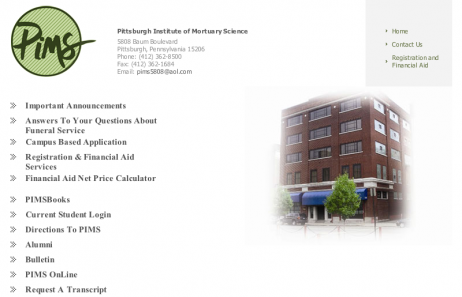 Pims
Pittsburgh Institute of Mortuary Science
5808 Baum Boulevard
Pittsburgh, Pennsylvania 15206
Phone: (412) 362-8500
Fax: (412) 362-1684
Email: pims5808@aol.com
Home
Contact Us
Registration and
Financial Aid
Important Announcements
Answers To Your Questions About
Funeral Service
Campus Based Application
Registration & Financial Aid
Services
Financial Aid Net Price Calculator
PIMSBooks
Current Student Login
Directions To PIMS
Alumni
Bulletin
PIMS OnLine
Request A Transcript